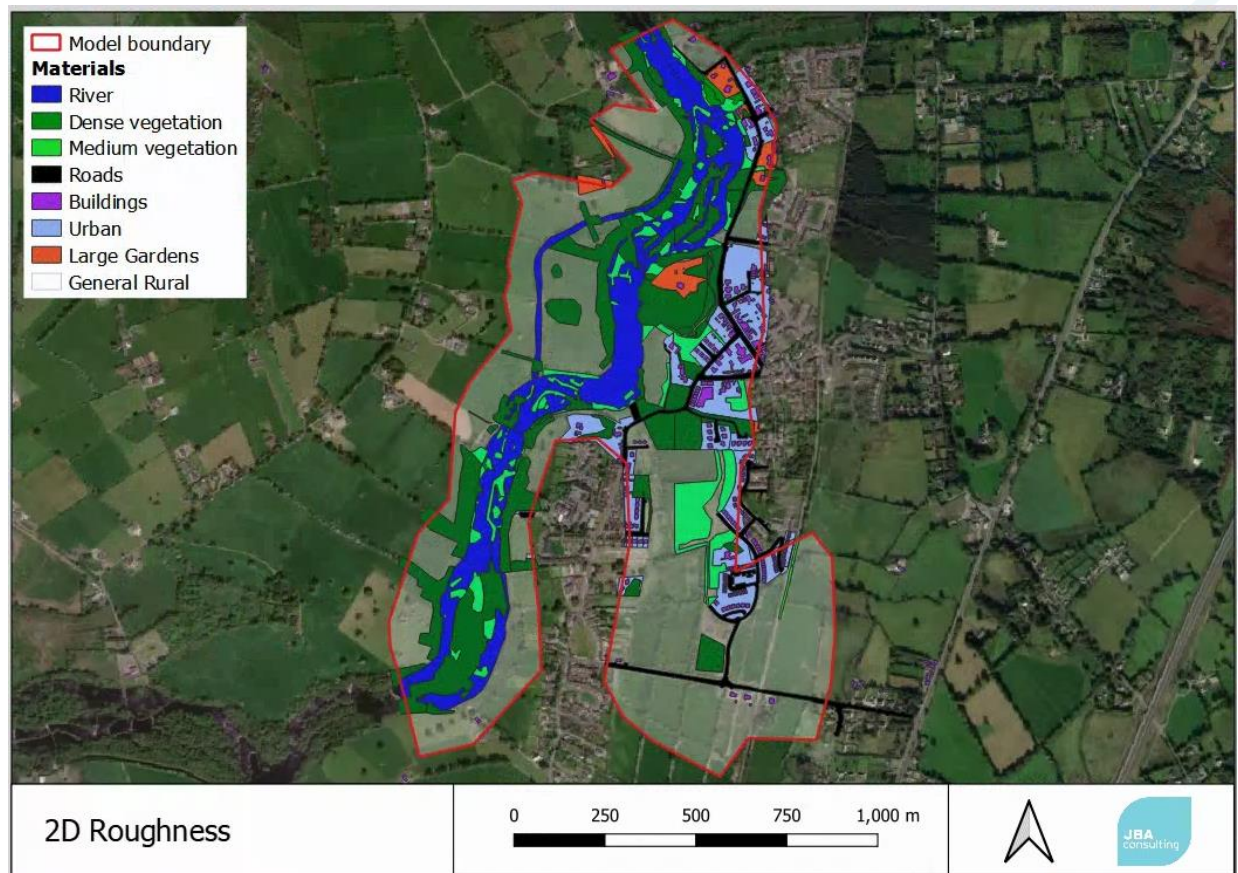 Model boundary
Materials
River
Dense vegetation
Medium vegetation
Roads
Buildings
Urban
Large Gardens
General Rural
2D Roughness
0 250 500 750 1,000 m
JBA
consulting